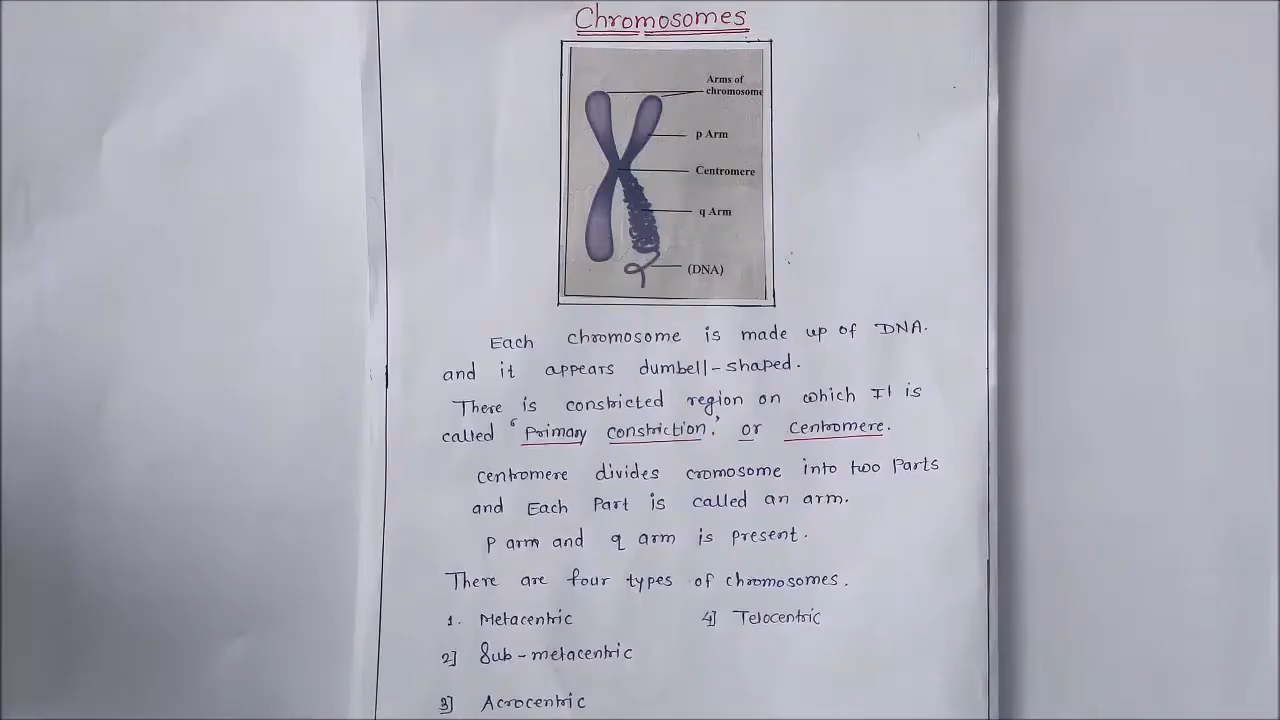 Chromosomes
Arms of
chromosome
p Arm
Centromere
q Arm
(DNA)
Each chromosome is made up of DNA.
and it appears dumbell-shaped.
There is constricted region on which It is
called 'Primary constriction.' or Centromere.
centromere divides cromosome into two Parts
and Each Part is called an arm.
P arm and q arm is present.
There are four types of chromosomes.
1. Metacentric 4] Telocentric
2] Sub-metacentric
3] Acrocentric